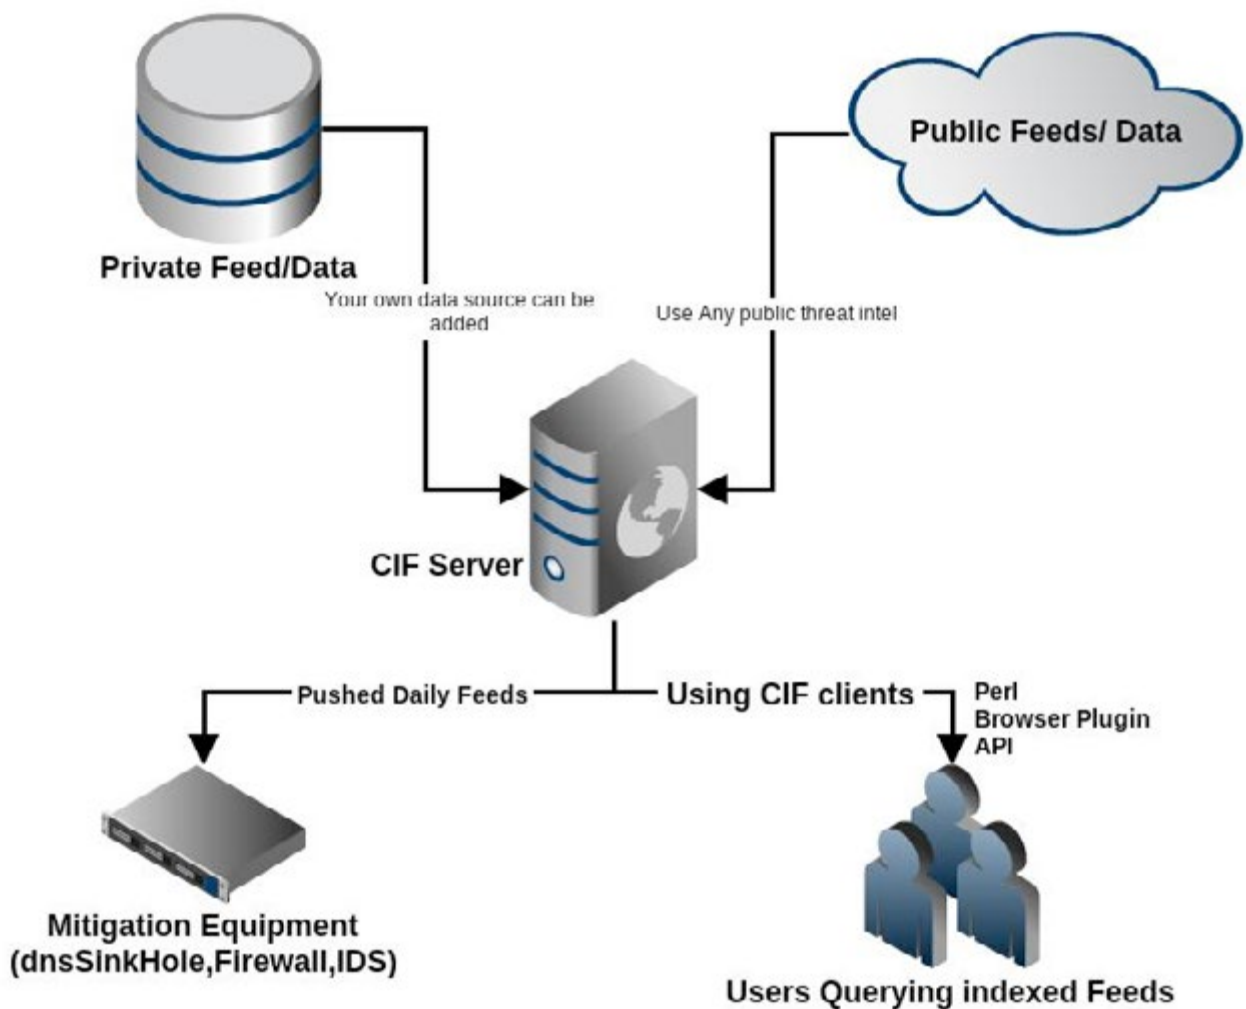 Public Feeds/ Data
Private Feed/Data
Your own data source can be
added
Use Any public threat intel
CIF Server
Pushed Daily Feeds
Using CIF clients
Perl
Browser Plugin
API
Mitigation Equipment
(dnsSinkHole,Firewall,IDS)
Users Querying indexed Feeds